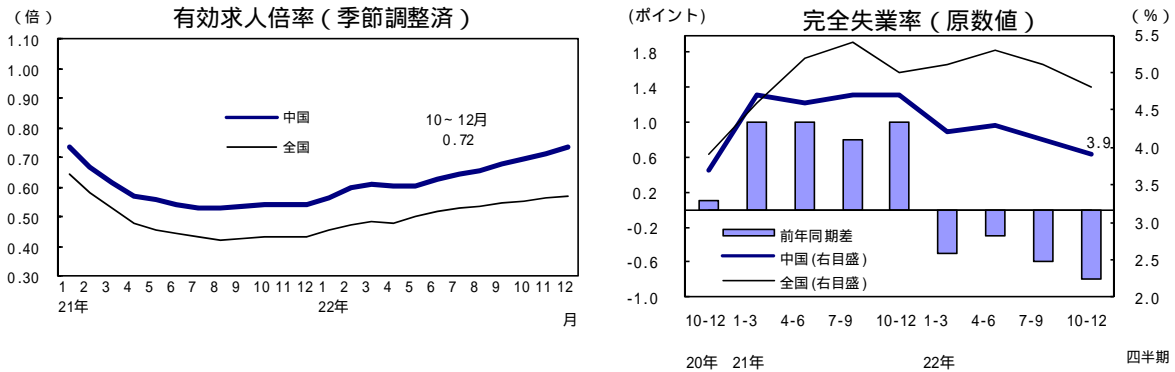 有効求人倍率（季節調整済）
（倍）
1.10
1.00
0.90
0.80
0.70
0.60
0.50
0.40
0.30
中国
全国
10～12月
0.72
1 2 3 4 5 6 7 8 9 10 11 12 1 2 3 4 5 6 7 8 9 10 11 12
21年 22年
月
完全失業率（原数値）
(ポイント)
（％）
1.8
1.4
1.0
0.6
0.2
-0.2
-0.6
-1.0
5.5
5.0
4.5
4.0
3.5
3.0
2.5
2.0
3.9
前年同期差
中国(右目盛)
全国(右目盛)
10-12 1-3 4-6 7-9 10-12 1-3 4-6 7-9 10-12
20年 21年 22年
四半期